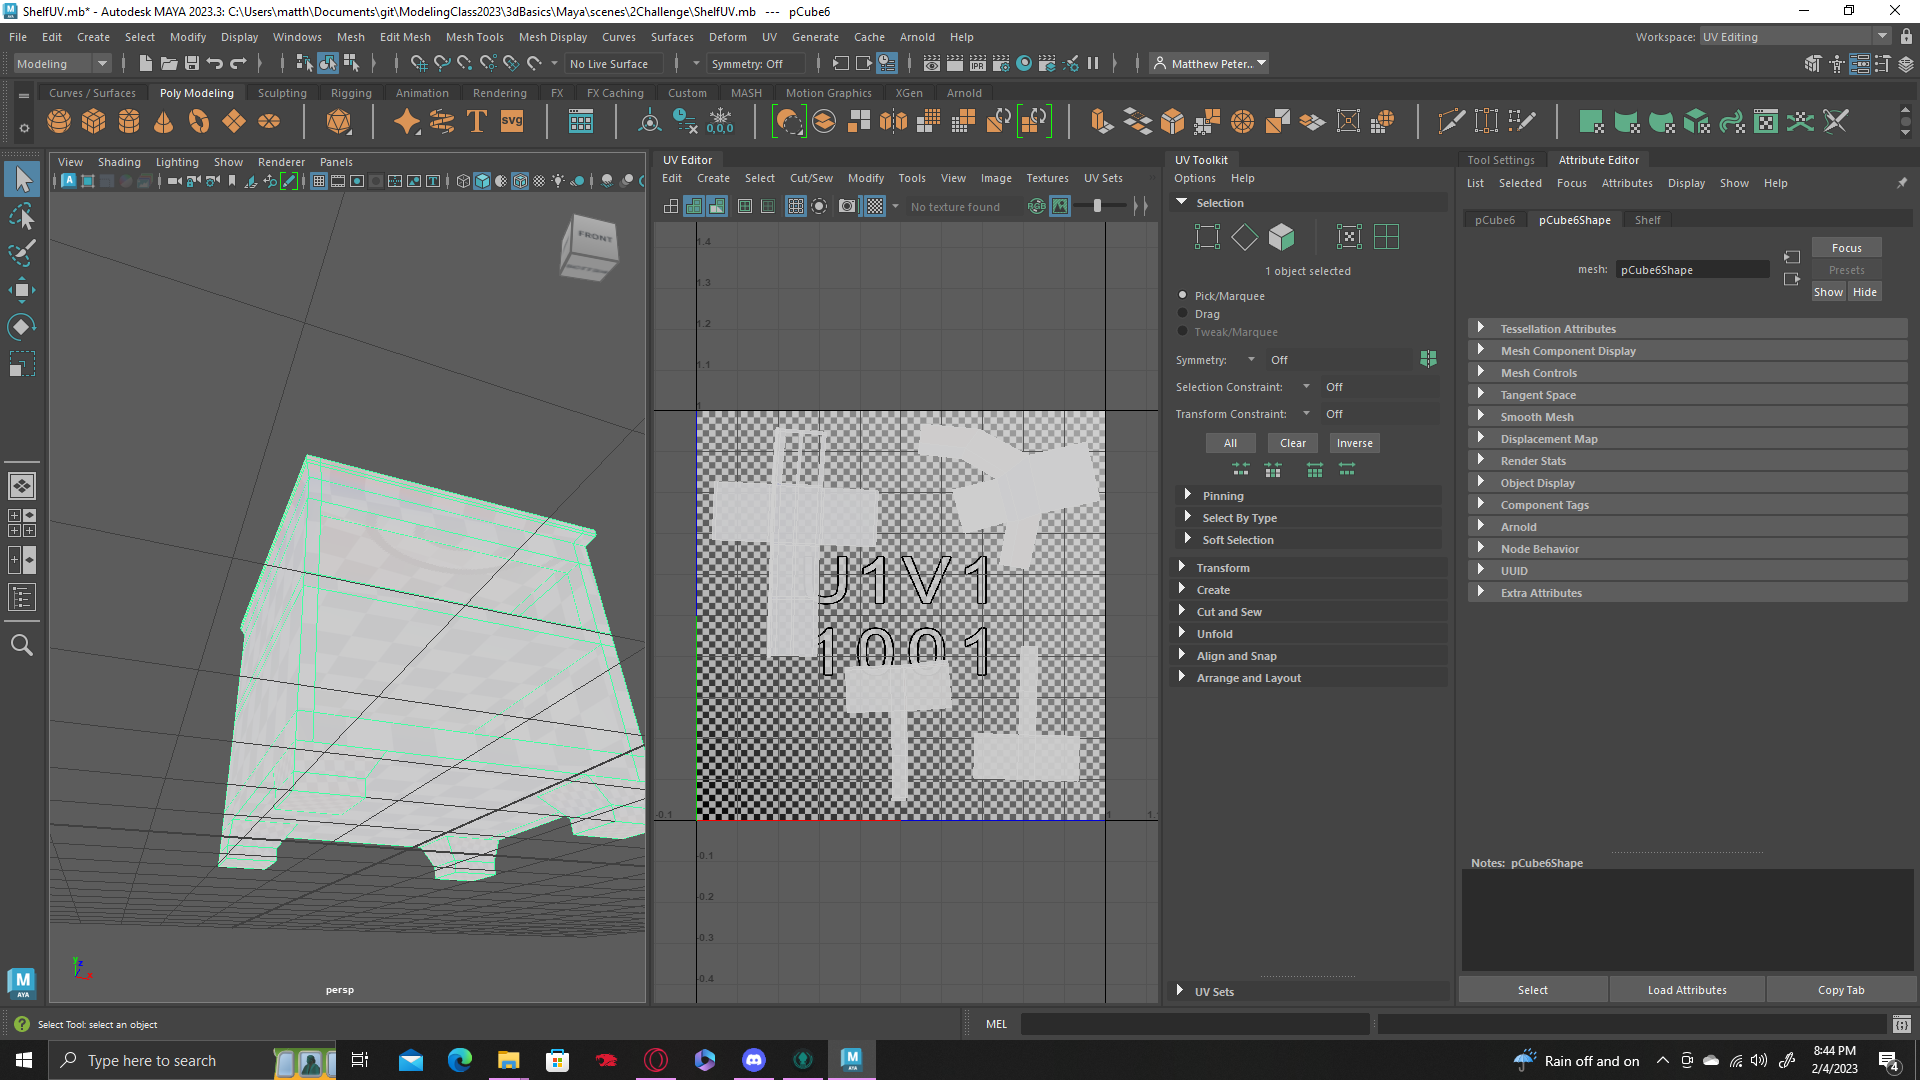 ShelfUV.mb* - Autodesk MAYA 2023.3: C:\Users\matth\Documents\git\ModelingClass2023\3dBasics\Maya\scenes\2Challenge\ShelfUV.mb --- pCube6
File Edit Create Select Modify Display Windows Mesh Edit Mesh Mesh Tools Mesh Display Curves Surfaces Deform UV Generate Cache Arnold Help
Workspace: UV Editing
Modeling
No Live Surface
Symmetry: Off
IPR
Matthew Peter..
Curves / Surfaces Poly Modeling Sculpting Rigging Animation Rendering FX FX Caching Custom MASH Motion Graphics XGen Arnold
T svg
0,0,0
View Shading Lighting Show Renderer Panels
FRONT
BOTTOM
persp
UV Editor
Edit Create Select Cut/Sew Modify Tools View Image Textures UV Sets
No texture found
RGB
1.4
1.3
1.2
1.1
1
U1V1
1001
-0.1
1
1.1
-0.1
-0.2
-0.3
-0.4
UV Toolkit
Options Help
Selection
1 object selected
Pick/Marquee
Drag
Tweak/Marquee
Symmetry: Off
Selection Constraint: Off
Transform Constraint: Off
All Clear Inverse
Pinning
Select By Type
Soft Selection
Transform
Create
Cut and Sew
Unfold
Align and Snap
Arrange and Layout
UV Sets
Tool Settings Attribute Editor
List Selected Focus Attributes Display Show Help
pCube6 pCube6Shape Shelf
mesh: pCube6Shape
Focus
Presets
Show Hide
Tessellation Attributes
Mesh Component Display
Mesh Controls
Tangent Space
Smooth Mesh
Displacement Map
Render Stats
Object Display
Component Tags
Arnold
Node Behavior
UUID
Extra Attributes
Notes: pCube6Shape
Select Load Attributes Copy Tab
M
AYA
Select Tool: select an object
MEL
Type here to search
Rain off and on
8:44 PM
2/4/2023
4